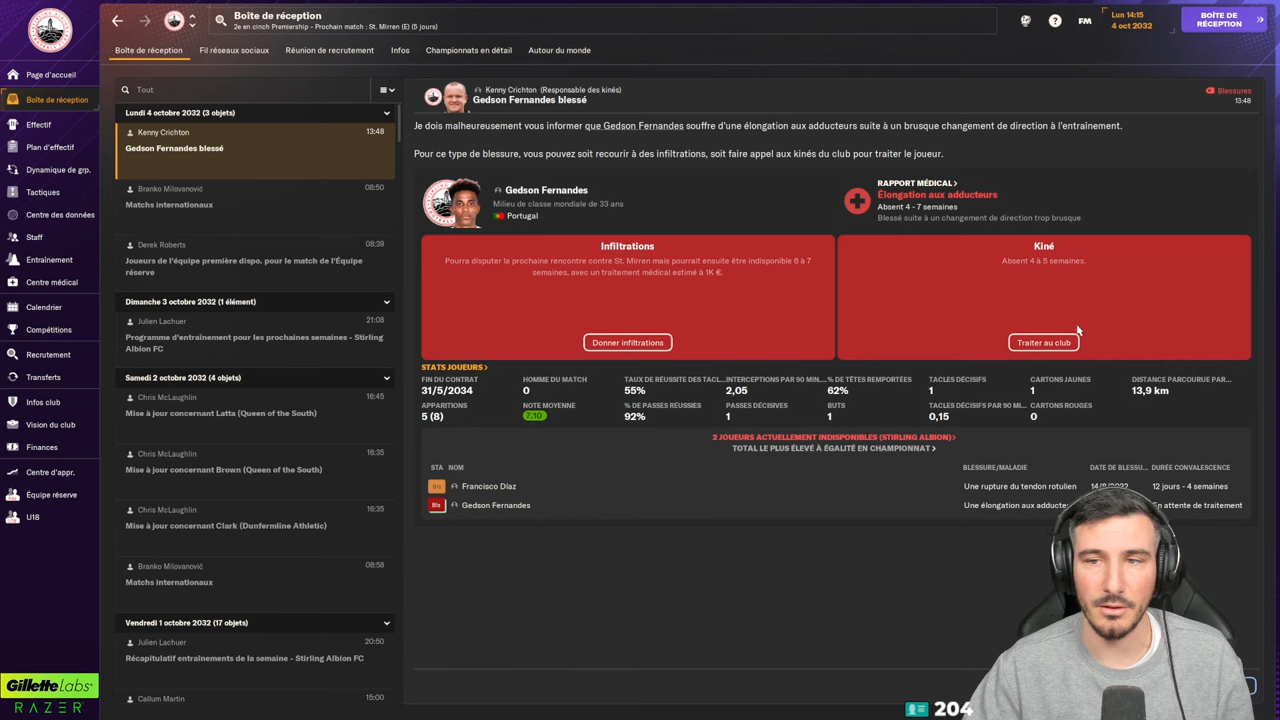 Boîte de réception
2e en cinch Premiership - Prochain match : St. Mirren (E) (5 jours)
FM
Lun 14:15
4 oct 2032
BOÎTE DE
RÉCEPTION
Boîte de réception
Fil réseaux sociaux
Réunion de recrutement
Infos
Championnats en détail
Autour du monde
Page d'accueil
Boîte de réception
Effectif
Plan d'effectif
Dynamique de grp.
Tactiques
Centre des données
Staff
Entraînement
Centre médical
Calendrier
Compétitions
Recrutement
Transferts
Infos club
Vision du club
Finances
Centre d'appr.
Équipe réserve
U18
GilletteLabs
RAZER
Tout
Lundi 4 octobre 2032 (3 objets)
Kenny Crichton
13:48
Gedson Fernandes blessé
Branko Milovanović
08:50
Matchs internationaux
Derek Roberts
08:39
Joueurs de l'équipe première dispo. pour le match de l'Équipe
réserve
Dimanche 3 octobre 2032 (1 élément)
Julien Lachuer
21:08
Programme d'entraînement pour les prochaines semaines - Stirling
Albion FC
Samedi 2 octobre 2032 (4 objets)
Chris McLaughlin
16:45
Mise à jour concernant Latta (Queen of the South)
Chris McLaughlin
16:35
Mise à jour concernant Brown (Queen of the South)
Chris McLaughlin
16:35
Mise à jour concernant Clark (Dunfermline Athletic)
Branko Milovanović
08:58
Matchs internationaux
Vendredi 1 octobre 2032 (17 objets)
Julien Lachuer
20:50
Récapitulatif entraînements de la semaine - Stirling Albion FC
Callum Martin
15:00
Kenny Crichton (Responsable des kinés)
Gedson Fernandes blessé
Blessures
13:48
Je dois malheureusement vous informer que Gedson Fernandes souffre d'une élongation aux adducteurs suite à un brusque changement de direction à l'entraînement.
Pour ce type de blessure, vous pouvez soit recourir à des infiltrations, soit faire appel aux kinés du club pour traiter le joueur.
Gedson Fernandes
Milieu de classe mondiale de 33 ans
Portugal
RAPPORT MÉDICAL
Élongation aux adducteurs
Absent 4 - 7 semaines
Blessé suite à un changement de direction trop brusque
Infiltrations
Pourra disputer la prochaine rencontre contre St. Mirren mais pourrait ensuite être indisponible 6 à 7
semaines, avec un traitement médical estimé à 1K €.
Donner infiltrations
Kiné
Absent 4 à 5 semaines.
Traiter au club
STATS JOUEURS
FIN DU CONTRAT
31/5/2034
HOMME DU MATCH
0
TAUX DE RÉUSSITE DES TACL...
55%
INTERCEPTIONS PAR 90 MIN...
2,05
% DE TÊTES REMPORTÉES
62%
TACLES DÉCISIFS
1
CARTONS JAUNES
1
DISTANCE PARCOURUE PAR...
13,9 km
APPARITIONS
5 (8)
NOTE MOYENNE
7.10
% DE PASSES RÉUSSIES
92%
PASSES DÉCISIVES
1
BUTS
1
TACLES DÉCISIFS PAR 90 MI...
0,15
CARTONS ROUGES
0
2 JOUEURS ACTUELLEMENT INDISPONIBLES (STIRLING ALBION)
TOTAL LE PLUS ÉLEVÉ À ÉGALITÉ EN CHAMPIONNAT
STA
NOM
BLESSURE/MALADIE
DATE DE BLESSU...
DURÉE CONVALESCENCE
Bls
Francisco Díaz
Une rupture du tendon rotulien
14/8/2032
12 jours - 4 semaines
Bls
Gedson Fernandes
Une élongation aux adducte
En attente de traitement
204